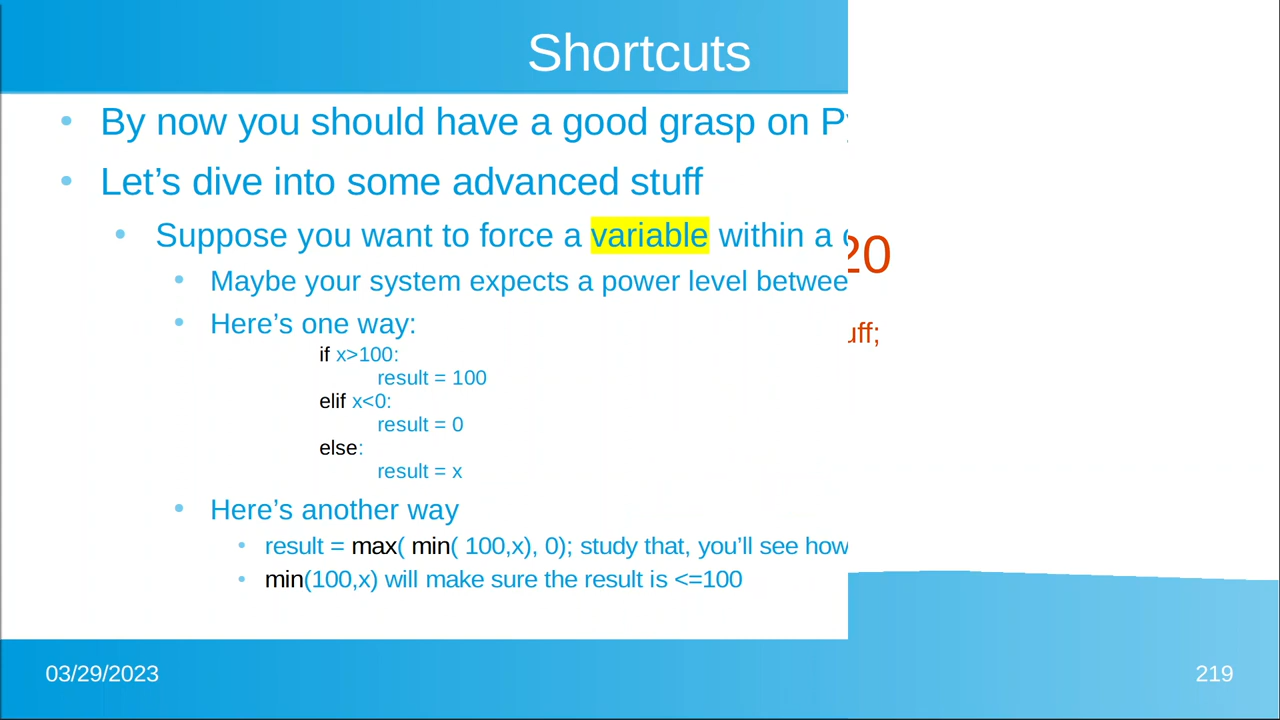 Shortcuts
By now you should have a good grasp on
Let’s dive into some advanced stuff
Suppose you want to force a variable within a
20
Maybe your system expects a power level
Here’s one way:
if x>100:
result = 100
elif x<0:
result = 0
else:
result = x
Here’s another way
result = max( min( 100,x), 0); study that, you’ll see how
min(100,x) will make sure the result is <=100
03/29/2023
219